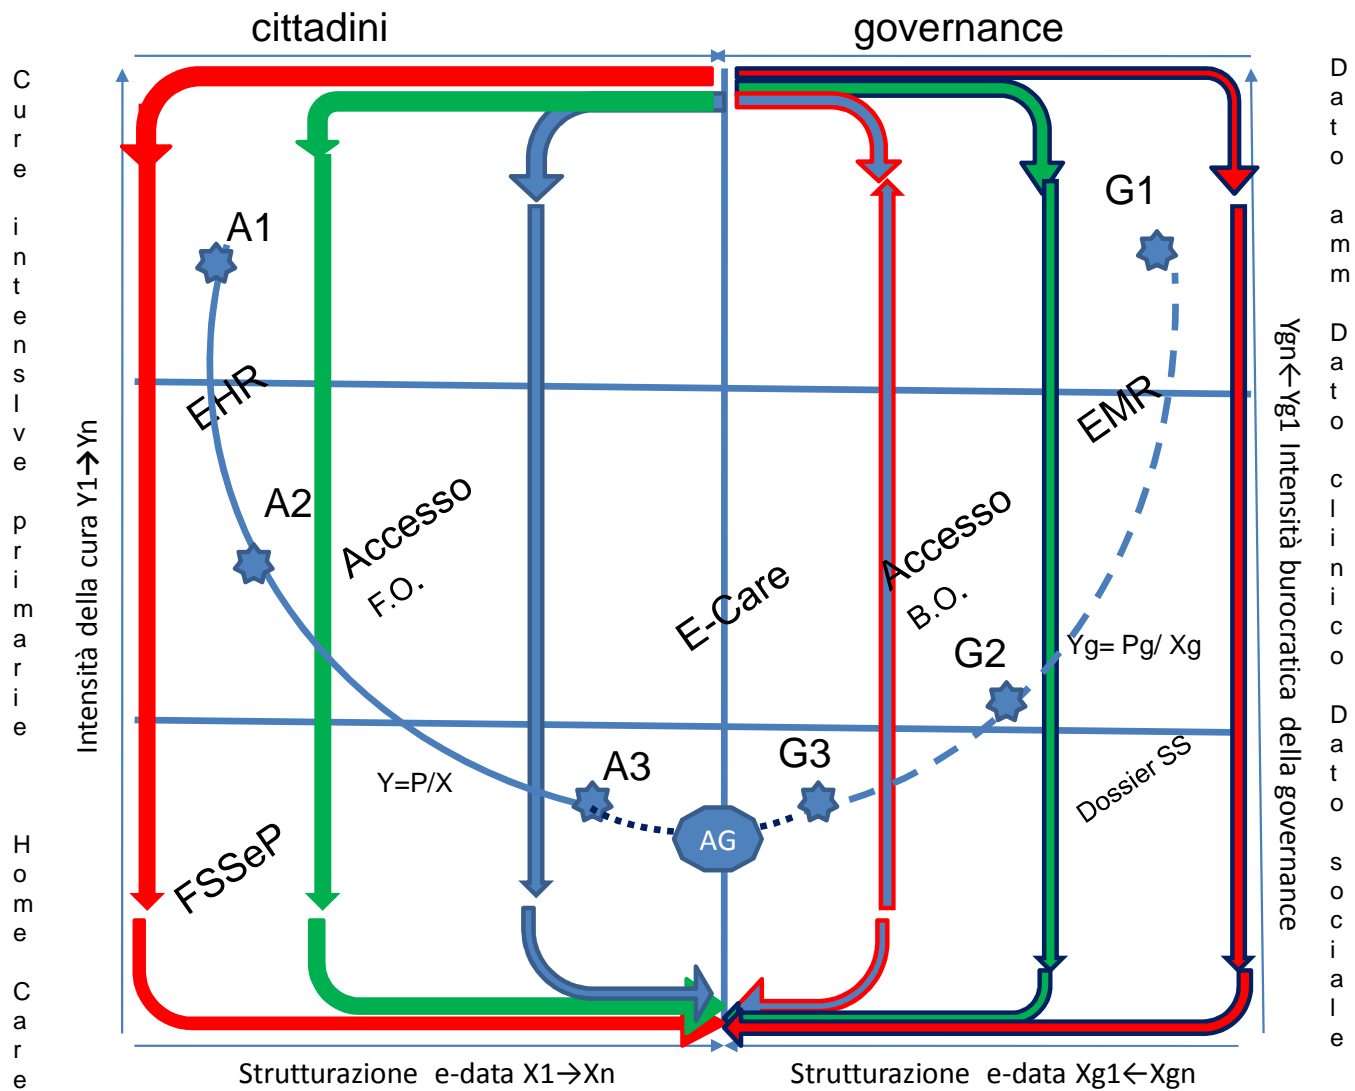 cittadini
governance
Cure intensIve primarie Home Care
Intensità della cura Y1→Yn
A1
EHR
A2
Accesso
F.O.
Y=P/X
A3
FSSeP
E-Care
AG
G1
EMR
Accesso
B.O.
G2
Yg= Pg/ Xg
G3
Dossier SS
Ygn←Yg1 Intensità burocratica della governance
Dato amm Dato clinico Dato sociale
Strutturazione e-data X1→Xn
Strutturazione e-data Xg1←Xgn